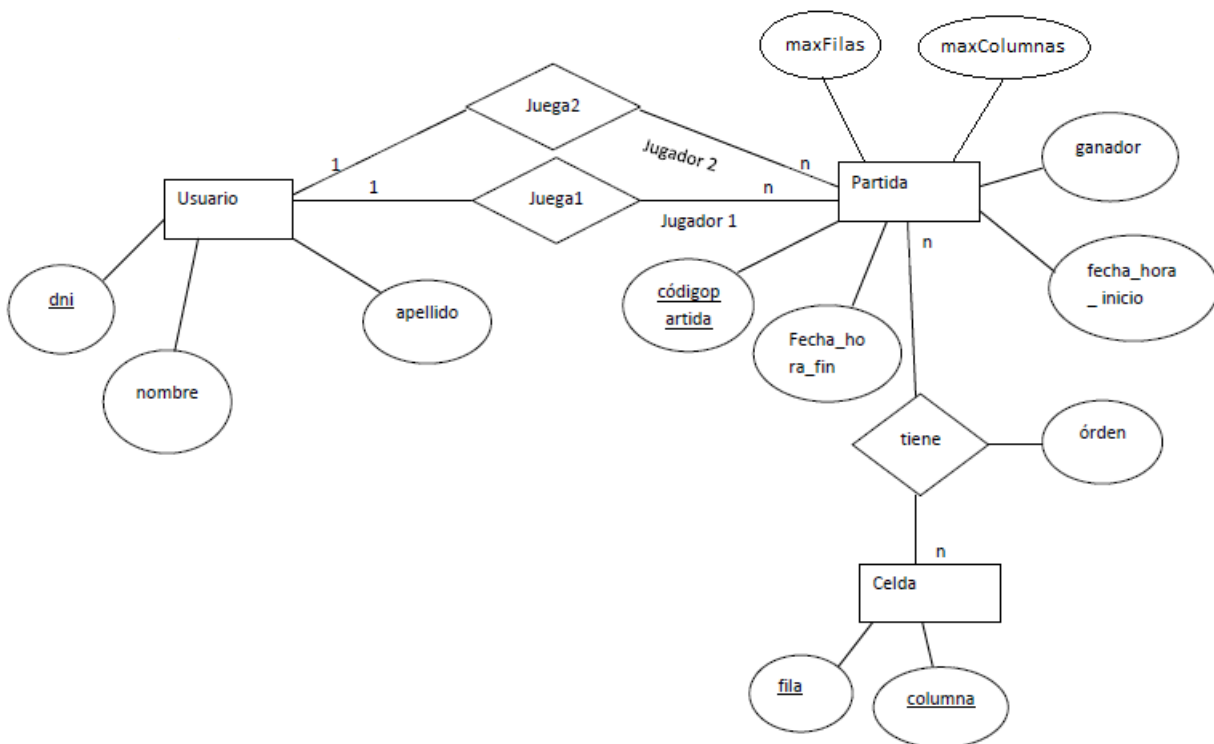 maxFilas
maxColumnas
Juega2
1
Jugador 2
n
ganador
Usuario
1
Juega1
n
Partida
Jugador 1
n
dni
apellido
códigop
artida
fecha_hora
_ inicio
nombre
Fecha_ho
ra_fin
tiene
órden
n
Celda
fila
columna